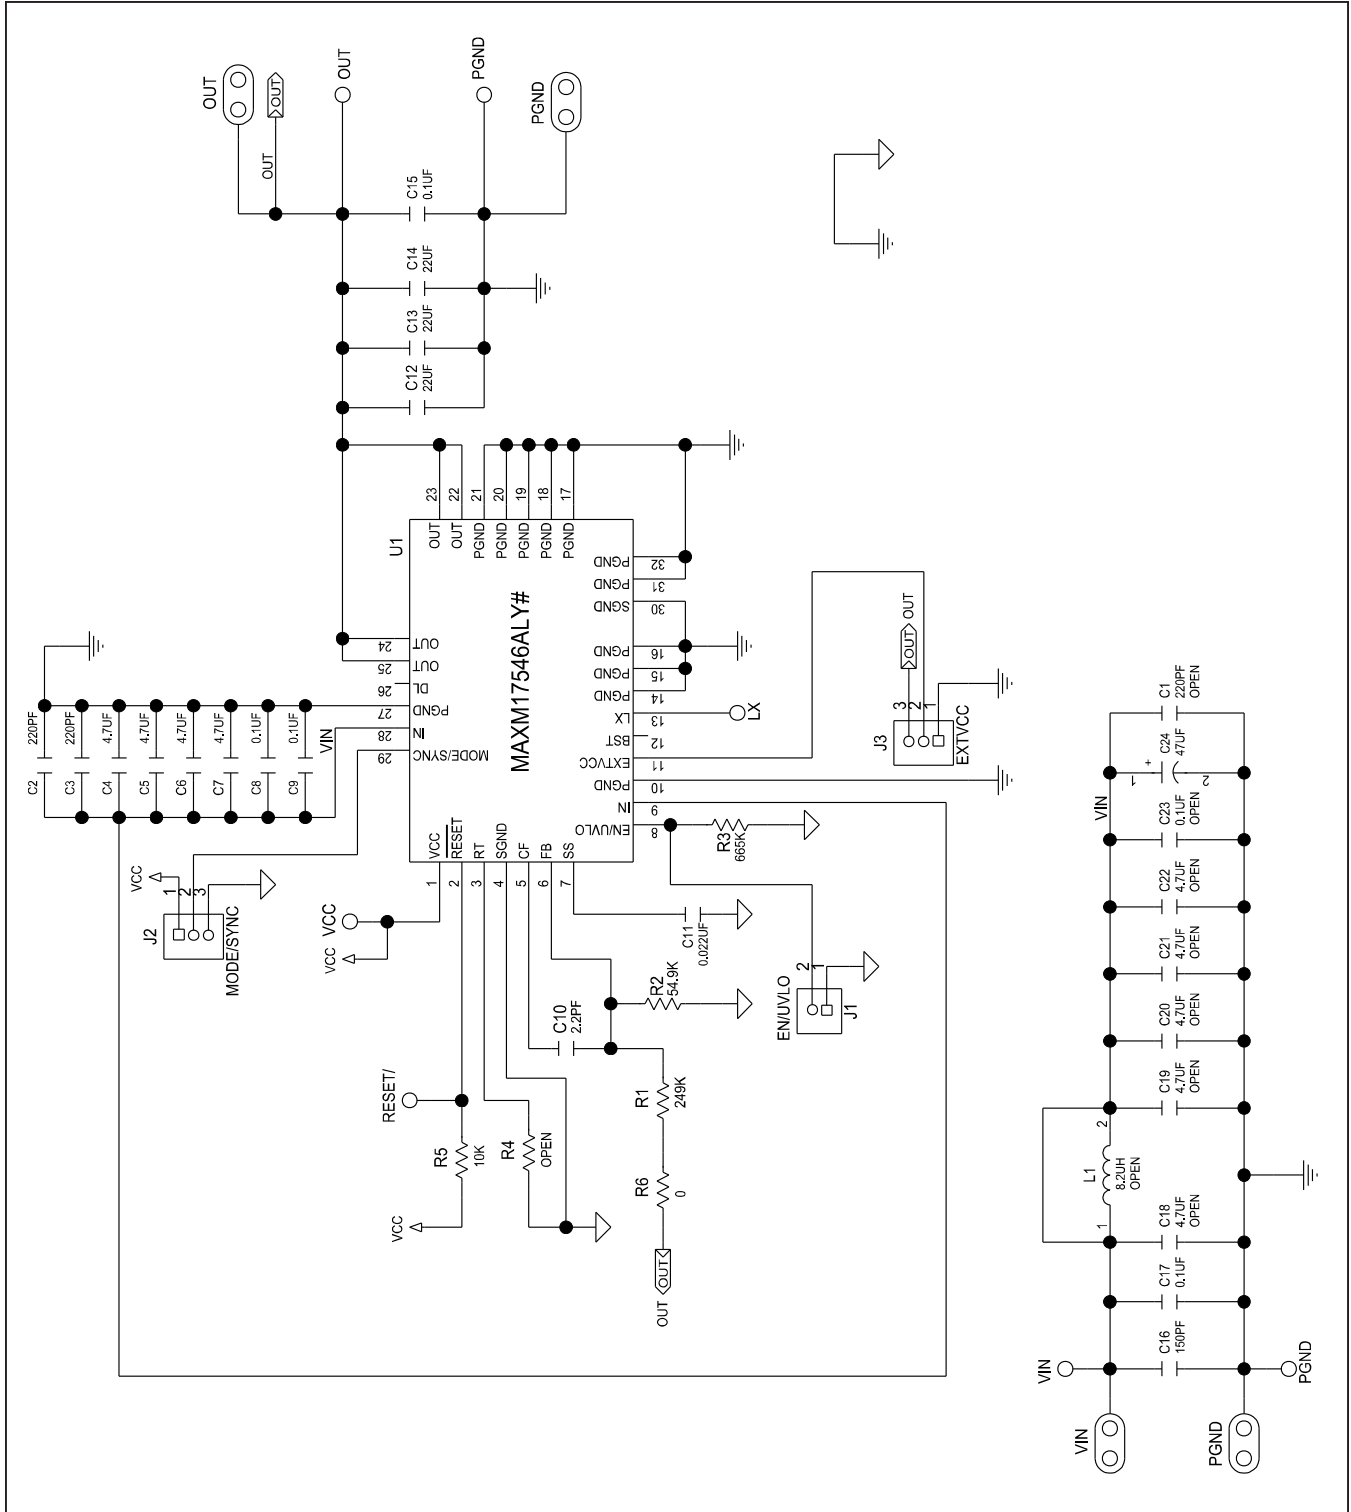 OUT
OUT
OUT
OUT
PGND
PGND
C15
0.1UF
C14
22UF
C13
22UF
C12
22UF
C2
220PF
C3
220PF
C4
4.7UF
C5
4.7UF
C6
4.7UF
C7
4.7UF
C8
0.1UF
C9
0.1UF
VIN
U1
MAXM17546ALY#
23
OUT
22
OUT
21
PGND
20
PGND
19
PGND
18
PGND
17
PGND
24
OUT
25
OUT
26
DL
27
PGND
28
IN
29
MODE/SYNC
32
PGND
31
PGND
30
SGND
16
PGND
15
PGND
14
PGND
13
LX
12
BST
11
EXTVCC
10
PGND
9
IN
8
EN/UVLO
1
VCC
2
RESET
3
RT
4
SGND
5
CF
6
FB
7
SS
LX
OUT
OUT
J3
3
2
1
EXTVCC
VCC
J2
1
2
3
MODE/SYNC
VCC
VCC
R3
665K
C11
0.022UF
R2
54.9K
C10
2.2PF
EN/UVLO
2
1
J1
RESET/
R5
10K
VCC
R4
OPEN
R1
249K
R6
0
OUT
OUT
VIN
VIN
PGND
PGND
C16
150PF
C17
0.1UF
C18
4.7UF
OPEN
1
L1
8.2UH
OPEN
2
C19
4.7UF
OPEN
C20
4.7UF
OPEN
C21
4.7UF
OPEN
C22
4.7UF
OPEN
VIN
C23
0.1UF
OPEN
1
+
C24
47UF
2
C1
220PF
OPEN